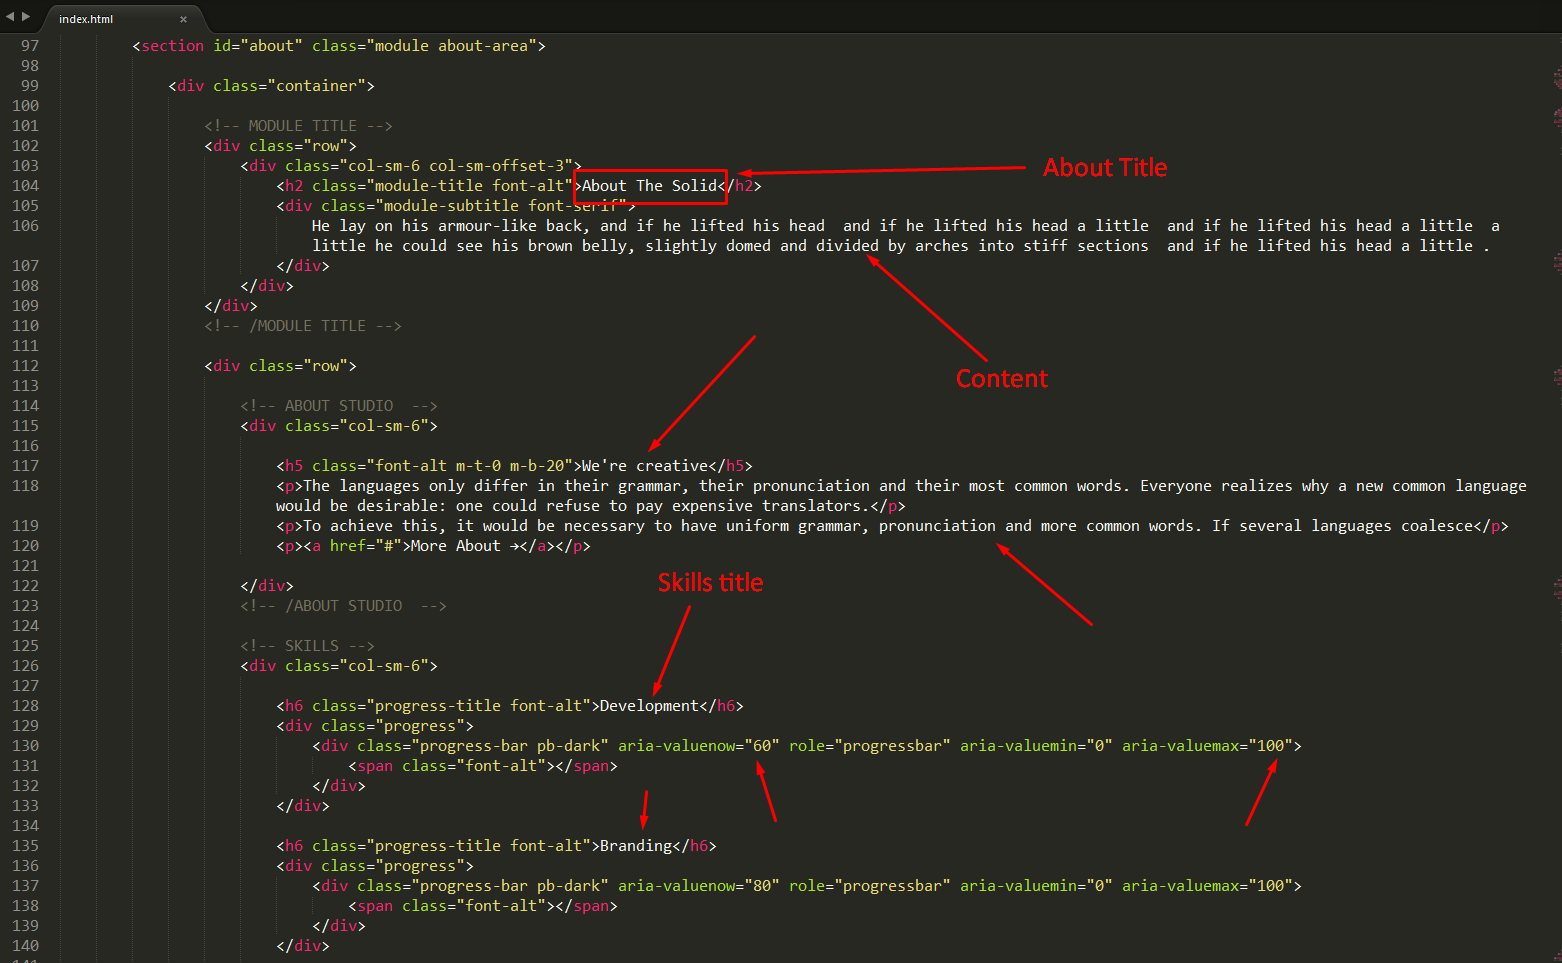 index.html ×
97 <section id="about" class="module about-area">
98
99 <div class="container">
100
101 <!-- MODULE TITLE -->
102 <div class="row">
103 <div class="col-sm-6 col-sm-offset-3">
About Title
104 <h2 class="module-title font-alt">About The Solid</h2>
105 <div class="module-subtitle font-serif">
106 He lay on his armour-like back, and if he lifted his head  and if he lifted his head a little  and if he lifted his head a little  a
little he could see his brown belly, slightly domed and divided by arches into stiff sections  and if he lifted his head a little .
107 </div>
108 </div>
109 </div>
110 <!-- /MODULE TITLE -->
111
112 <div class="row">
Content
113
114 <!-- ABOUT STUDIO  -->
115 <div class="col-sm-6">
116
117 <h5 class="font-alt m-t-0 m-b-20">We're creative</h5>
118 <p>The languages only differ in their grammar, their pronunciation and their most common words. Everyone realizes why a new common language
would be desirable: one could refuse to pay expensive translators.</p>
119 <p>To achieve this, it would be necessary to have uniform grammar, pronunciation and more common words. If several languages coalesce</p>
120 <p><a href="#">More About →</a></p>
121
122 </div>
Skills title
123 <!-- /ABOUT STUDIO  -->
124
125 <!-- SKILLS -->
126 <div class="col-sm-6">
127
128 <h6 class="progress-title font-alt">Development</h6>
129 <div class="progress">
130 <div class="progress-bar pb-dark" aria-valuenow="60" role="progressbar" aria-valuemin="0" aria-valuemax="100">
131 <span class="font-alt"></span>
132 </div>
133 </div>
134
135 <h6 class="progress-title font-alt">Branding</h6>
136 <div class="progress">
137 <div class="progress-bar pb-dark" aria-valuenow="80" role="progressbar" aria-valuemin="0" aria-valuemax="100">
138 <span class="font-alt"></span>
139 </div>
140 </div>